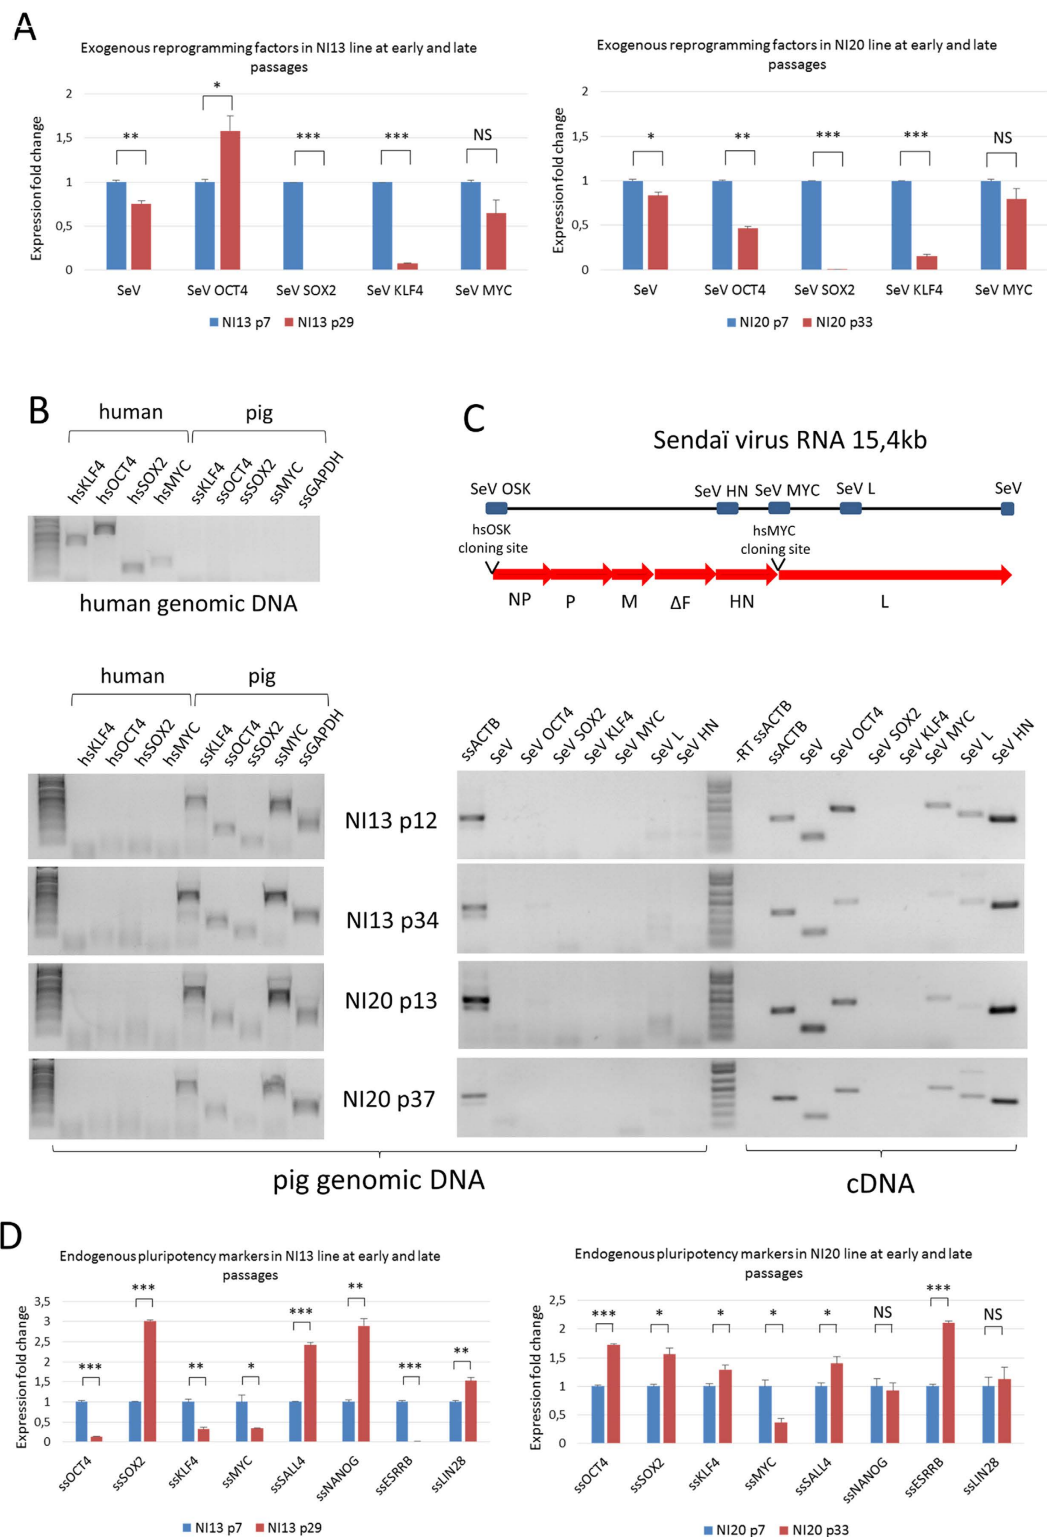 A
Exogenous reprogramming factors in NI13 line at early and late
passages
Expression fold change
2
1,5
1
0,5
0
**
*
***
***
NS
SeV SeV OCT4 SeV SOX2 SeV KLF4 SeV MYC
NI13 p7 NI13 p29
Exogenous reprogramming factors in NI20 line at early and late
passages
Expression fold change
2
1,5
1
0,5
0
*
**
***
***
NS
SeV SeV OCT4 SeV SOX2 SeV KLF4 SeV MYC
NI20 p7 NI20 p33
B
human pig
hsKLF4 hsOCT4 hsSOX2 hsMYC ssKLF4 ssOCT4 ssSOX2 ssMYC ssGAPDH
human genomic DNA
C
Sendaï virus RNA 15,4kb
SeV OSK SeV HN SeV MYC SeV L SeV
hsOSK
cloning site
hsMYC
cloning site
NP P M ΔF HN L
human pig
hsKLF4 hsOCT4 hsSOX2 hsMYC ssKLF4 ssOCT4 ssSOX2 ssMYC ssGAPDH
ssACTB SeV SeV OCT4 SeV SOX2 SeV KLF4 SeV MYC SeV L SeV HN
-RT ssACTB ssACTB SeV SeV OCT4 SeV SOX2 SeV KLF4 SeV MYC SeV L SeV HN
NI13 p12
NI13 p34
NI20 p13
NI20 p37
pig genomic DNA
cDNA
D
Endogenous pluripotency markers in NI13 line at early and late
passages
Expression fold change
3,5
3
2,5
2
1,5
1
0,5
0
***
***
**
*
***
**
***
**
ssOCT4 ssSOX2 ssKLF4 ssMYC ssSALL4 ssNANOG ssESRRB ssLIN28
NI13 p7 NI13 p29
Endogenous pluripotency markers in NI20 line at early and late
passages
Expression fold change
2,5
2
1,5
1
0,5
0
***
*
*
*
*
NS
***
NS
ssOCT4 ssSOX2 ssKLF4 ssMYC ssSALL4 ssNANOG ssESRRB ssLIN28
NI20 p7 NI20 p33